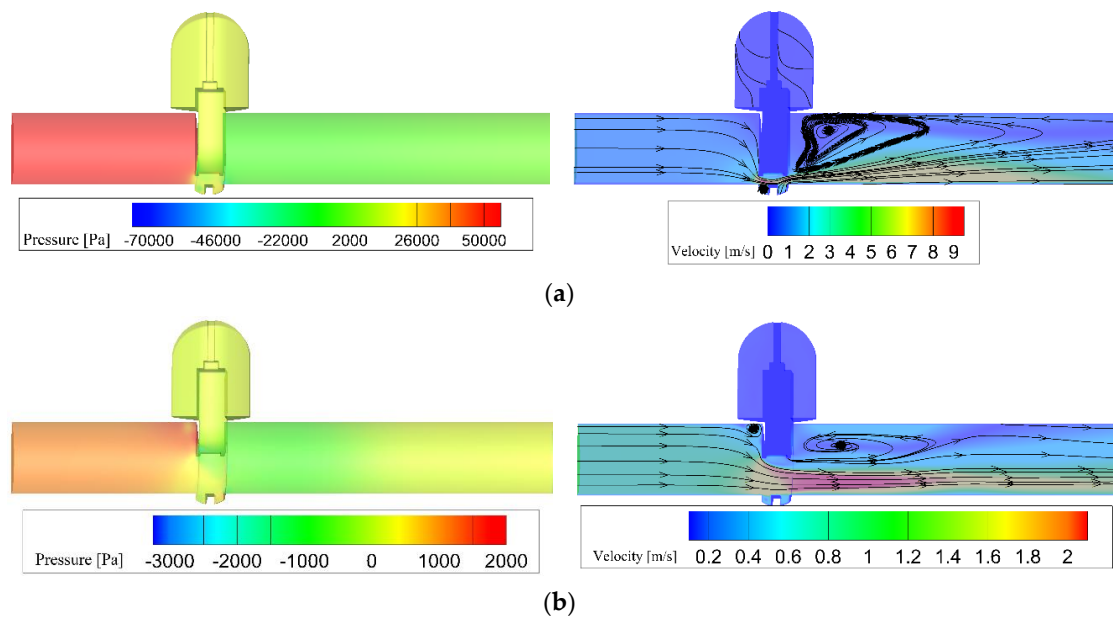 Pressure [Pa] -70000 -46000 -22000 2000 26000 50000
Velocity [m/s] 0 1 2 3 4 5 6 7 8 9
(a)
Pressure [Pa] -3000 -2000 -1000 0 1000 2000
Velocity [m/s] 0.2 0.4 0.6 0.8 1 1.2 1.4 1.6 1.8 2
(b)